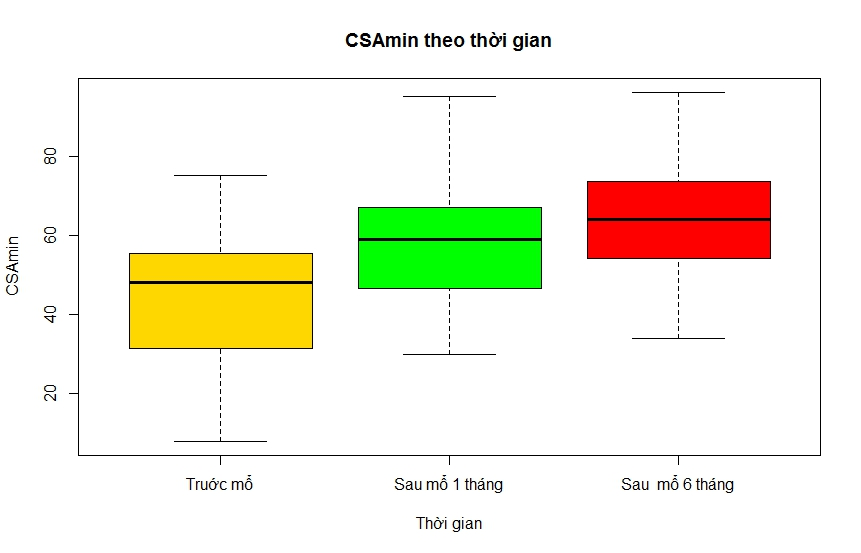 CSAmin theo thời gian
CSAmin
80
60
40
20
Trước mổ
Sau mổ 1 tháng
Sau  mổ 6 tháng
Thời gian